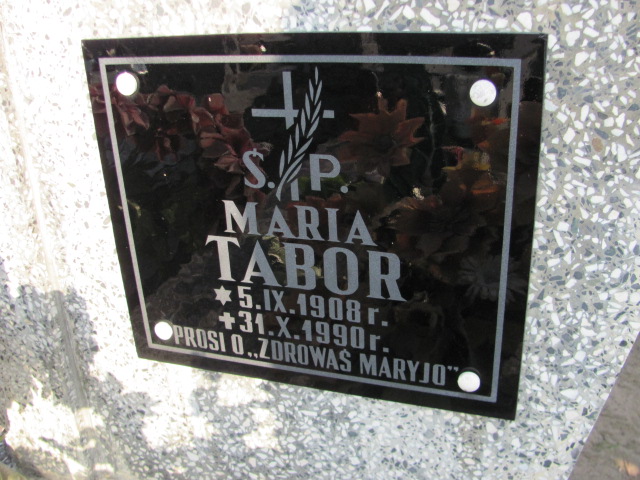 Ś. P.
MARIA
TABOR
✶ 5.IX.1908 r.
✝ 31.X.1990 r.
PROSI O „ZDROWAŚ MARYJO”